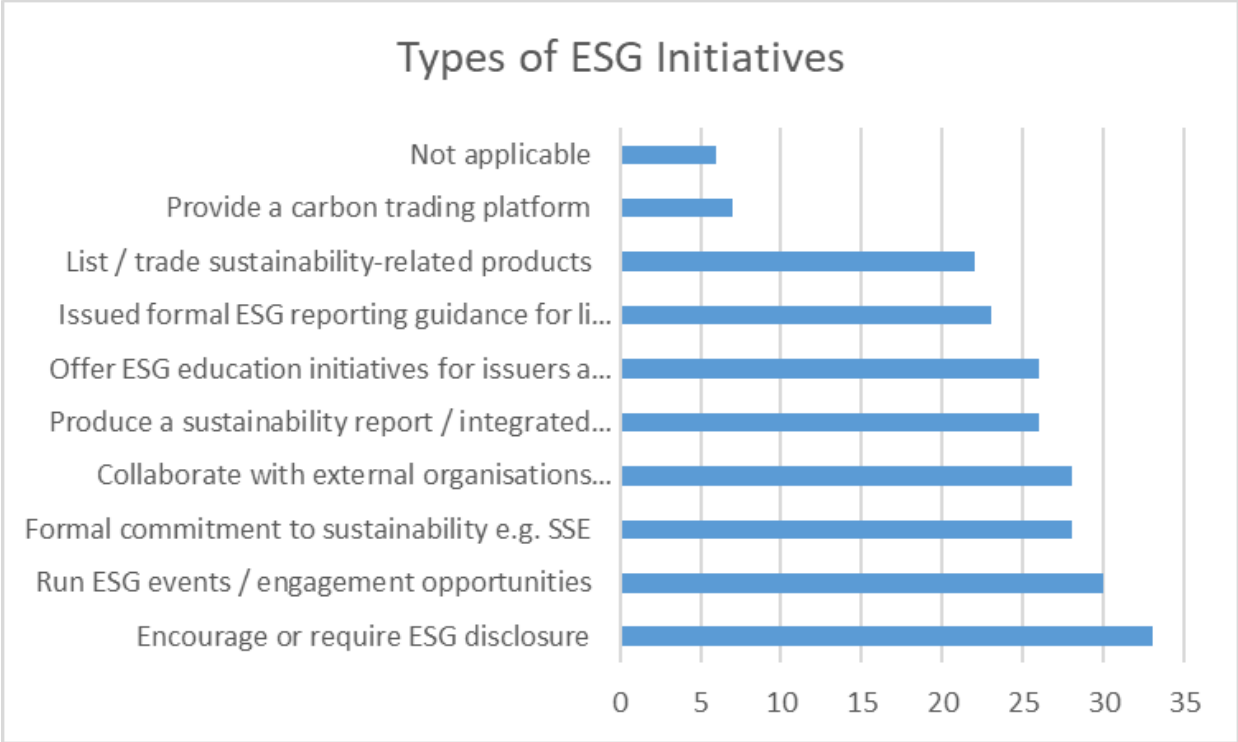 Types of ESG Initiatives
Not applicable
Provide a carbon trading platform
List / trade sustainability-related products
Issued formal ESG reporting guidance for li...
Offer ESG education initiatives for issuers a...
Produce a sustainability report / integrated...
Collaborate with external organisations...
Formal commitment to sustainability e.g. SSE
Run ESG events / engagement opportunities
Encourage or require ESG disclosure
0 5 10 15 20 25 30 35